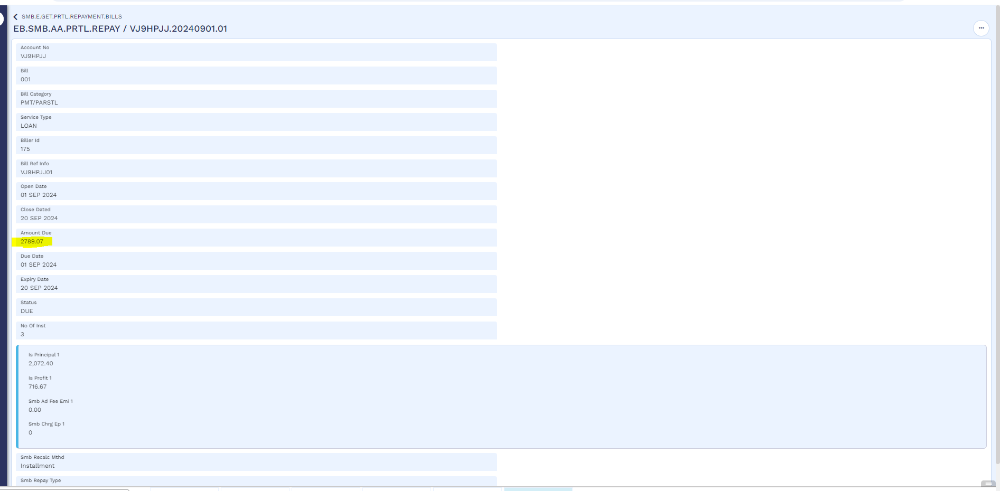 SMB.E.GET.PRTL.REPAYMENT.BILLS
EB.SMB.AA.PRTL.REPAY / VJ9HPJJ.20240901.01
Account No
VJ9HPJJ
Bill
001
Bill Category
PMT/PARSTL
Service Type
LOAN
Biller Id
175
Bill Ref Info
VJ9HPJJ01
Open Date
01 SEP 2024
Close Dated
20 SEP 2024
Amount Due
2789.07
Due Date
01 SEP 2024
Expiry Date
20 SEP 2024
Status
DUE
No Of Inst
3
Is Principal 1
2,072.40
Is Profit 1
716.67
Smb Ad Fee Emi 1
0.00
Smb Chrg Ep 1
0
Smb Recalc Mthd
Installment
Smb Repay Type